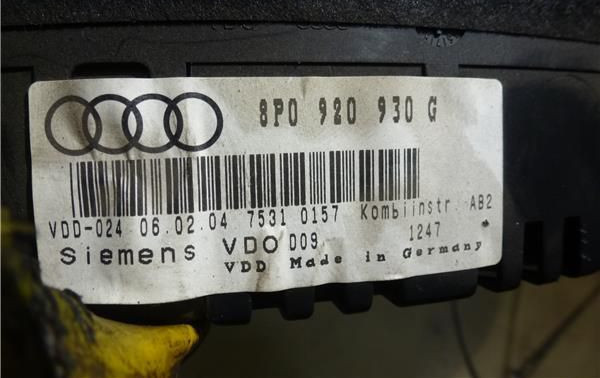 8P0 920 930 G
VDD-024 06.02.04 7531 0157 Kombiinstr. AB2
Siemens VDO 009 1247
VDD Made in Germany